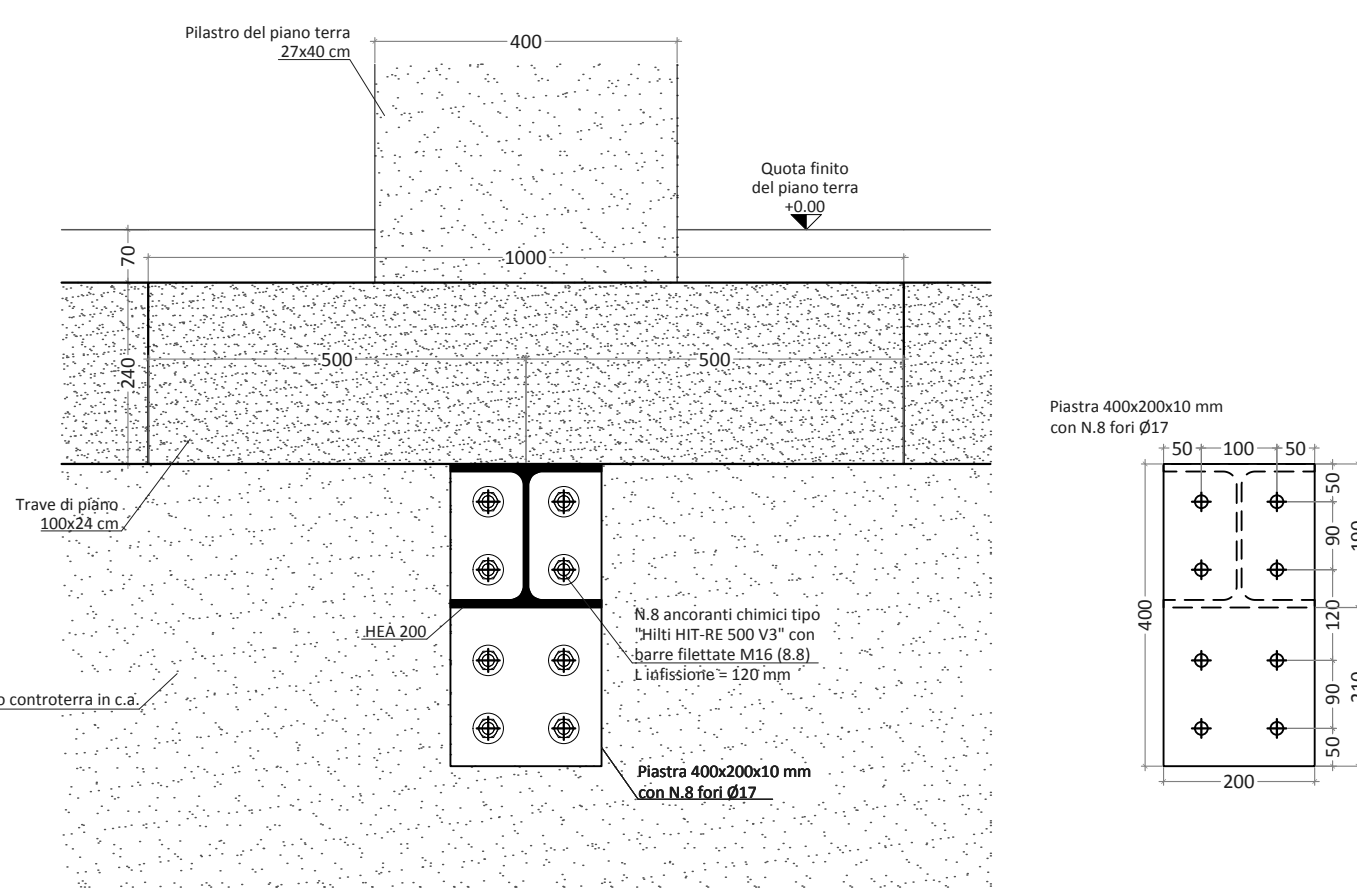 Pilastro del piano terra
27x40 cm
400
Quota finito
del piano terra
+0.00
70
1000
240
500
500
Trave di piano
100x24 cm
HEA 200
N.8 ancoranti chimici tipo
"Hilti HIT-RE 500 V3" con
barre filettate M16 (8.8)
L infissione = 120 mm
o controterra in c.a.
Piastra 400x200x10 mm
con N.8 fori Ø17
Piastra 400x200x10 mm
con N.8 fori Ø17
50
100
50
50
90
190
400
120
90
210
50
200